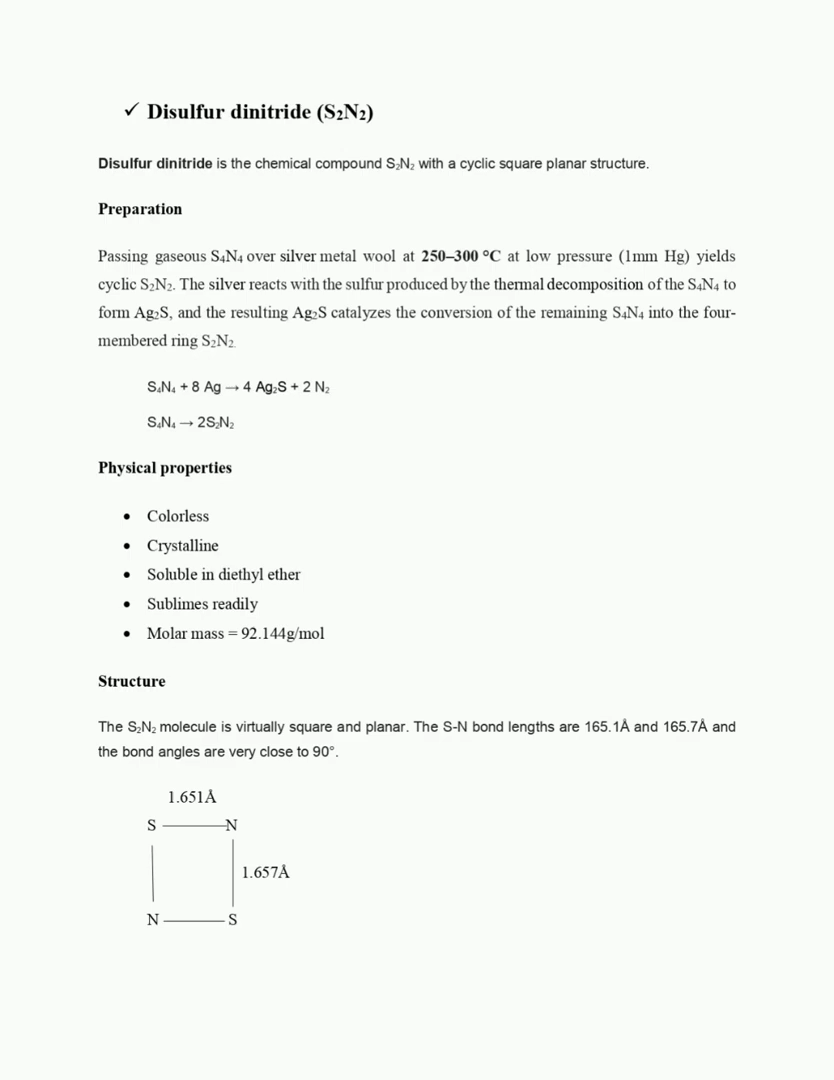 ✓ Disulfur dinitride (S₂N₂)
Disulfur dinitride is the chemical compound S₂N₂ with a cyclic square planar structure.
Preparation
Passing gaseous S₄N₄ over silver metal wool at 250–300 °C at low pressure (1mm Hg) yields
cyclic S₂N₂. The silver reacts with the sulfur produced by the thermal decomposition of the S₄N₄ to
form Ag₂S, and the resulting Ag₂S catalyzes the conversion of the remaining S₄N₄ into the four-
membered ring S₂N₂.
S₄N₄ + 8 Ag → 4 Ag₂S + 2 N₂
S₄N₄ → 2S₂N₂
Physical properties
• Colorless
• Crystalline
• Soluble in diethyl ether
• Sublimes readily
• Molar mass = 92.144g/mol
Structure
The S₂N₂ molecule is virtually square and planar. The S-N bond lengths are 165.1Å and 165.7Å and
the bond angles are very close to 90°.
1.651Å
S N
1.657Å
N S